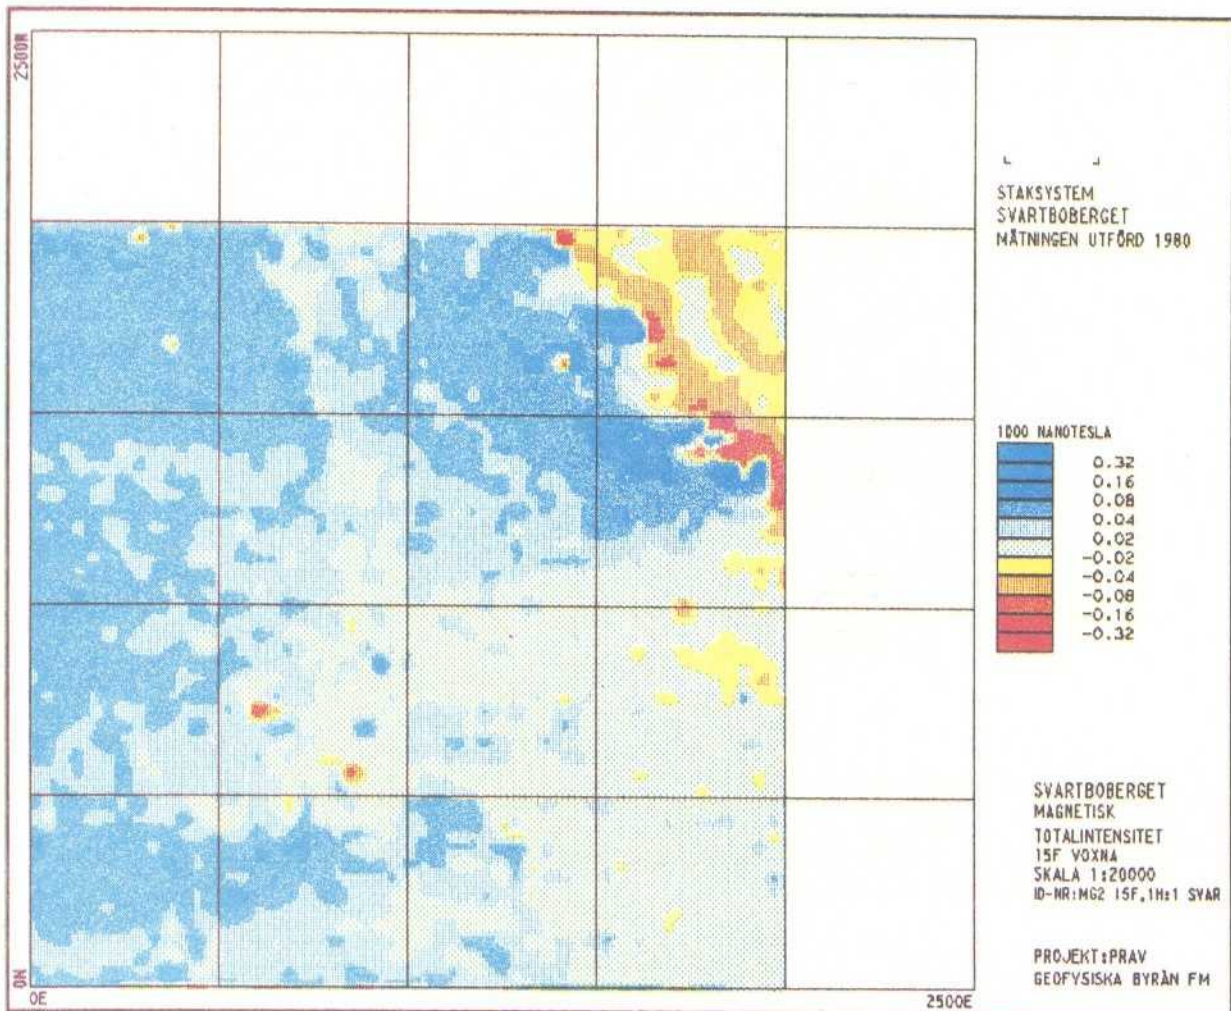 2500N
STAKSYSTEM
SVARTBOBERGET
MÄTNINGEN UTFÖRD 1980
1000 NANOTESLA
0.32
0.16
0.08
0.04
0.02
-0.02
-0.04
-0.08
-0.16
-0.32
SVARTBOBERGET
MAGNETISK
TOTALINTENSITET
15F VOXNA
SKALA 1:20000
ID-NR:MG2 15F,1H:1 SVAR
PROJEKT:PRAV
GEOFYSISKA BYRÅN FM
0N
0E
2500E